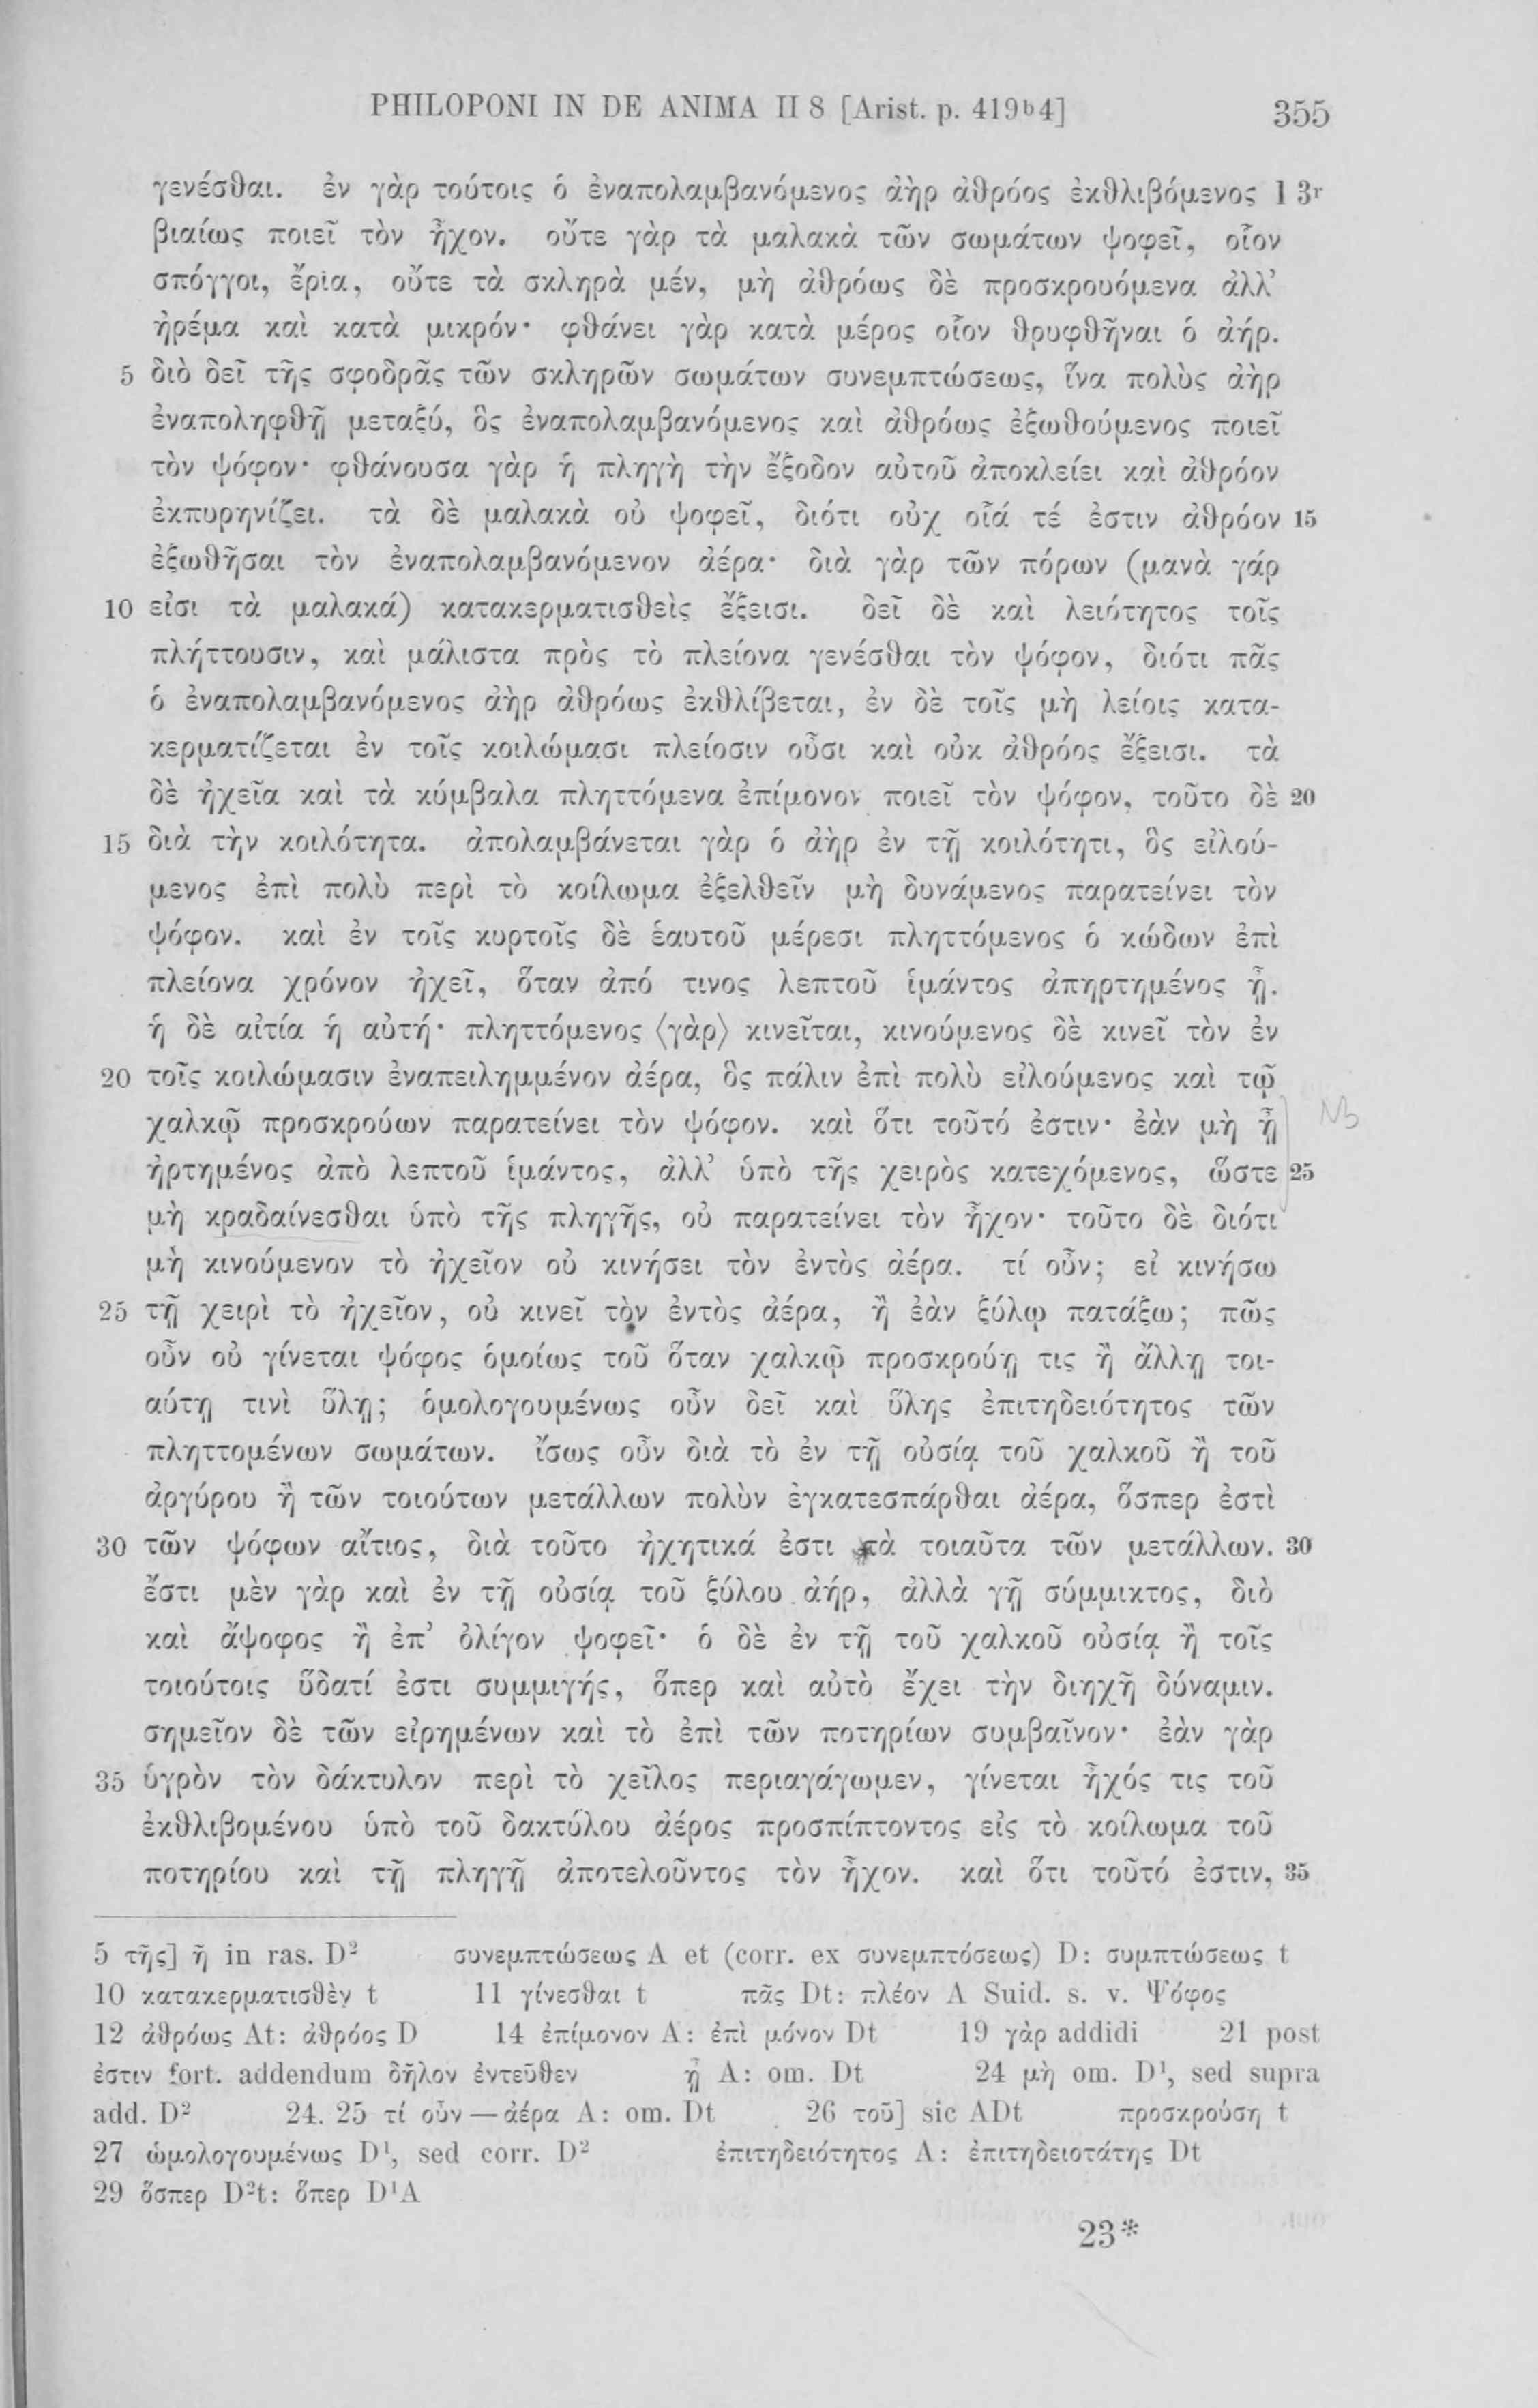 PHILOPONI IN DE ANIMA II 8 [Arist. p. 419b4] 355
γενέσθαι. ἐν γὰρ τούτοις ὁ ἐναπολαμβανόμενος ἀὴρ ἀθρόος ἐκθλιβόμενος 13r
βιαίως ποιεῖ τὸν ἦχον. οὔτε γὰρ τὰ μαλακὰ τῶν σωμάτων ψοφεῖ, οἷον
σπόγγοι, ἔρια, οὔτε τὰ σκληρὰ μέν, μὴ ἀθρόως δὲ προσκρουόμενα ἀλλ’
ἠρέμα καὶ κατὰ μικρόν· φθάνει γὰρ κατὰ μέρος οἷον θρυφθῆναι ὁ ἀήρ.
5 διὸ δεῖ τῆς σφοδρᾶς τῶν σκληρῶν σωμάτων συνεμπτώσεως, ἵνα πολὺς ἀὴρ
ἐναποληφθῇ μεταξύ, ὃς ἐναπολαμβανόμενος καὶ ἀθρόως ἐξωθούμενος ποιεῖ
τὸν ψόφον· φθάνουσα γὰρ ἡ πληγὴ τὴν ἔξοδον αὐτοῦ ἀποκλείει καὶ ἀθρόον
ἐκπυρηνίζει. τὰ δὲ μαλακὰ οὐ ψοφεῖ, διότι οὐχ οἷά τέ ἐστιν ἀθρόον 15
ἐξωθῆσαι τὸν ἐναπολαμβανόμενον ἀέρα· διὰ γὰρ τῶν πόρων (μανὰ γάρ
10 εἰσι τὰ μαλακά) κατακερματισθεὶς ἔξεισι. δεῖ δὲ καὶ λειότητος τοῖς
πλήττουσιν, καὶ μάλιστα πρὸς τὸ πλείονα γενέσθαι τὸν ψόφον, διότι πᾶς
ὁ ἐναπολαμβανόμενος ἀὴρ ἀθρόως ἐκθλίβεται, ἐν δὲ τοῖς μὴ λείοις κατα-
κερματίζεται ἐν τοῖς κοιλώμασι πλείοσιν οὖσι καὶ οὐκ ἀθρόος ἔξεισι. τὰ
δὲ ἠχεῖα καὶ τὰ κύμβαλα πληττόμενα ἐπίμονον ποιεῖ τὸν ψόφον, τοῦτο δὲ 20
15 διὰ τὴν κοιλότητα. ἀπολαμβάνεται γὰρ ὁ ἀὴρ ἐν τῇ κοιλότητι, ὃς εἰλού-
μενος ἐπὶ πολὺ περὶ τὸ κοίλωμα ἐξελθεῖν μὴ δυνάμενος παρατείνει τὸν
ψόφον. καὶ ἐν τοῖς κυρτοῖς δὲ ἑαυτοῦ μέρεσι πληττόμενος ὁ κώδων ἐπὶ
πλείονα χρόνον ἠχεῖ, ὅταν ἀπό τινος λεπτοῦ ἱμάντος ἀπηρτημένος ᾖ.
ἡ δὲ αἰτία ἡ αὐτή· πληττόμενος ⟨γὰρ⟩ κινεῖται, κινούμενος δὲ κινεῖ τὸν ἐν
20 τοῖς κοιλώμασιν ἐναπειλημμένον ἀέρα, ὃς πάλιν ἐπὶ πολὺ εἰλούμενος καὶ τῷ
χαλκῷ προσκρούων παρατείνει τὸν ψόφον. καὶ ὅτι τοῦτό ἐστιν· ἐὰν μὴ ᾖ NB
ἠρτημένος ἀπὸ λεπτοῦ ἱμάντος, ἀλλ’ ὑπὸ τῆς χειρὸς κατεχόμενος, ὥστε 25
μὴ κραδαίνεσθαι ὑπὸ τῆς πληγῆς, οὐ παρατείνει τὸν ἦχον· τοῦτο δὲ διότι
μὴ κινούμενον τὸ ἠχεῖον οὐ κινήσει τὸν ἐντὸς ἀέρα. τί οὖν; εἰ κινήσω
25 τῇ χειρὶ τὸ ἠχεῖον, οὐ κινεῖ τὸν ἐντὸς ἀέρα, ἢ ἐὰν ξύλῳ πατάξω; πῶς
οὖν οὐ γίνεται ψόφος ὁμοίως τοῦ ὅταν χαλκῷ προσκρούῃ τις ἢ ἄλλῃ τοι-
αύτῃ τινὶ ὕλῃ; ὁμολογουμένως οὖν δεῖ καὶ ὕλης ἐπιτηδειότητος τῶν
πληττομένων σωμάτων. ἴσως οὖν διὰ τὸ ἐν τῇ οὐσίᾳ τοῦ χαλκοῦ ἢ τοῦ
ἀργύρου ἢ τῶν τοιούτων μετάλλων πολὺν ἐγκατεσπάρθαι ἀέρα, ὅσπερ ἐστὶ
30 τῶν ψόφων αἴτιος, διὰ τοῦτο ἠχητικά ἐστι τὰ τοιαῦτα τῶν μετάλλων. 30
ἔστι μὲν γὰρ καὶ ἐν τῇ οὐσίᾳ τοῦ ξύλου ἀήρ, ἀλλὰ γῇ σύμμικτος, διὸ
καὶ ἄψοφος ἢ ἐπ’ ὀλίγον ψοφεῖ· ὁ δὲ ἐν τῇ τοῦ χαλκοῦ οὐσίᾳ ἢ τοῖς
τοιούτοις ὕδατί ἐστι συμμιγής, ὅπερ καὶ αὐτὸ ἔχει τὴν διηχῆ δύναμιν.
σημεῖον δὲ τῶν εἰρημένων καὶ τὸ ἐπὶ τῶν ποτηρίων συμβαῖνον· ἐὰν γὰρ
35 ὑγρὸν τὸν δάκτυλον περὶ τὸ χεῖλος περιαγάγωμεν, γίνεται ἦχός τις τοῦ
ἐκθλιβομένου ὑπὸ τοῦ δακτύλου ἀέρος προσπίπτοντος εἰς τὸ κοίλωμα τοῦ
ποτηρίου καὶ τῇ πληγῇ ἀποτελοῦντος τὸν ἦχον. καὶ ὅτι τοῦτό ἐστιν, 35
5 τῆς] ῆ in ras. D² συνεμπτώσεως A et (corr. ex συνεμπτόσεως) D: συμπτώσεως t
10 κατακερματισθὲν t 11 γίνεσθαι t πᾶς Dt: πλέον A Suid. s. v. Ψόφος
12 ἀθρόως At: ἀθρόος D 14 ἐπίμονον A: ἐπὶ μόνον Dt 19 γὰρ addidi 21 post
ἐστιν fort. addendum δῆλον ἐντεῦθεν ᾖ A: om. Dt 24 μὴ om. D¹, sed supra
add. D² 24. 25 τί οὖν — ἀέρα A: om. Dt 26 τοῦ] sic ADt προσκρούσῃ t
27 ὡμολογουμένως D¹, sed corr. D² ἐπιτηδειότητος A: ἐπιτηδειοτάτης Dt
29 ὅσπερ D²t: ὅπερ D¹A
23*